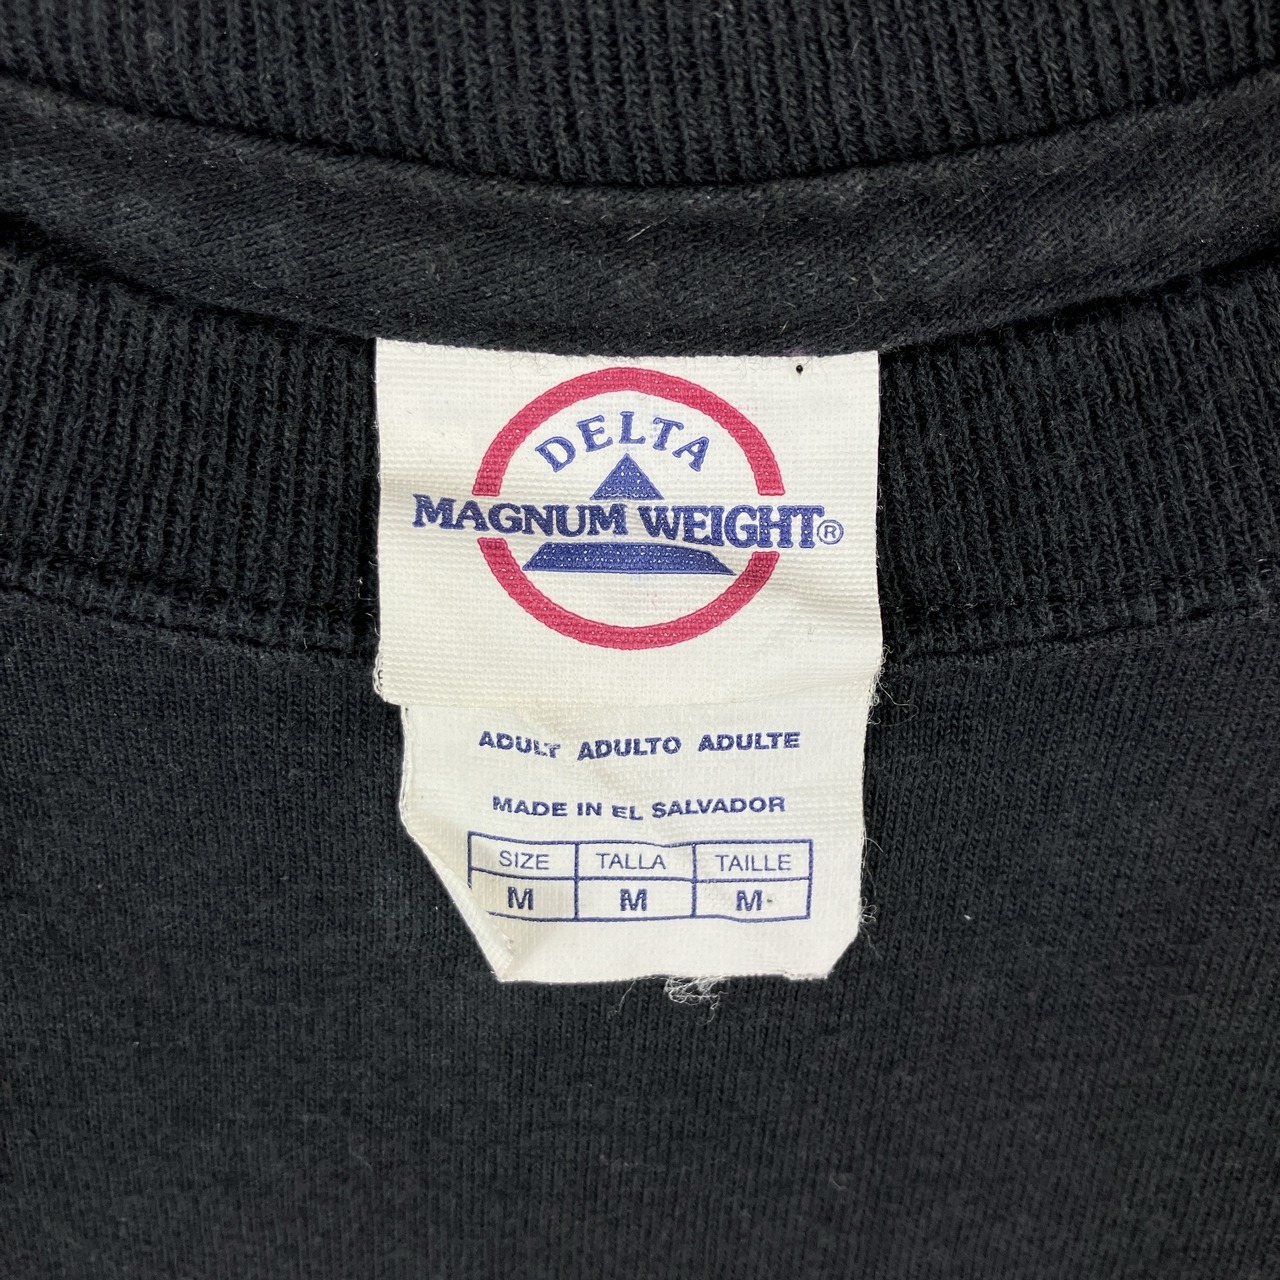 DELTA
MAGNUM WEIGHT®
ADULT ADULTO ADULTE
MADE IN EL SALVADOR
SIZE TALLA TAILLE
M M M